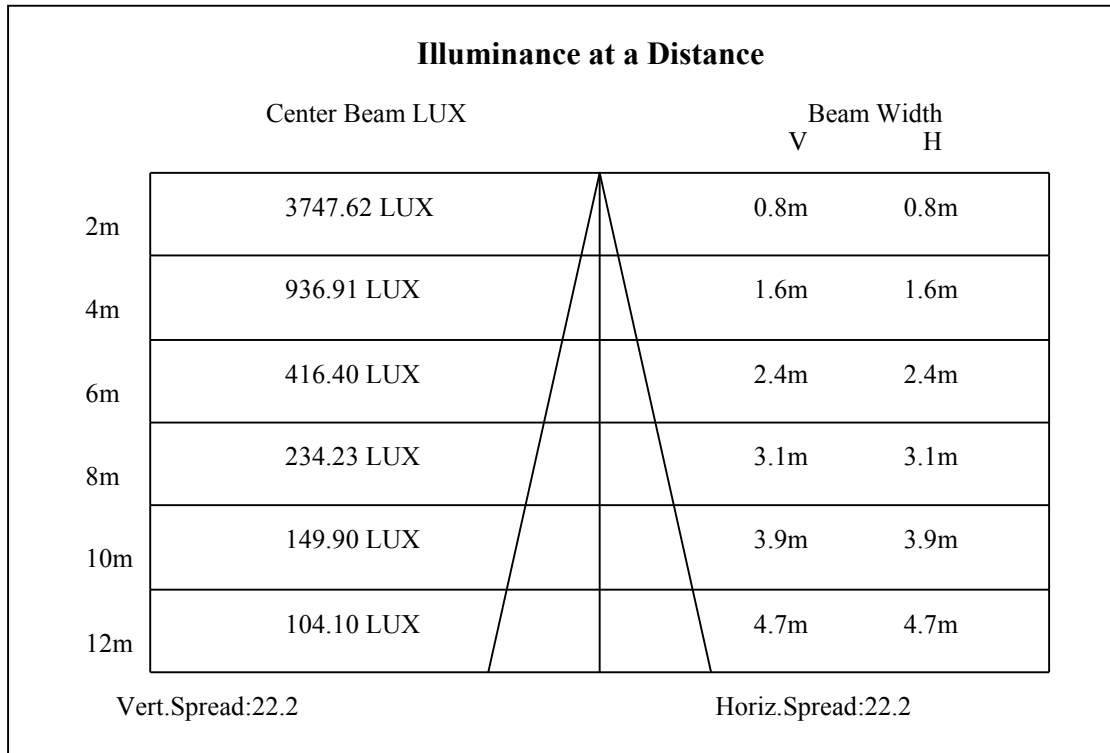 Illuminance at a Distance
Center Beam LUX Beam Width
V H
2m 3747.62 LUX 0.8m 0.8m
4m 936.91 LUX 1.6m 1.6m
6m 416.40 LUX 2.4m 2.4m
8m 234.23 LUX 3.1m 3.1m
10m 149.90 LUX 3.9m 3.9m
12m 104.10 LUX 4.7m 4.7m
Vert.Spread:22.2 Horiz.Spread:22.2